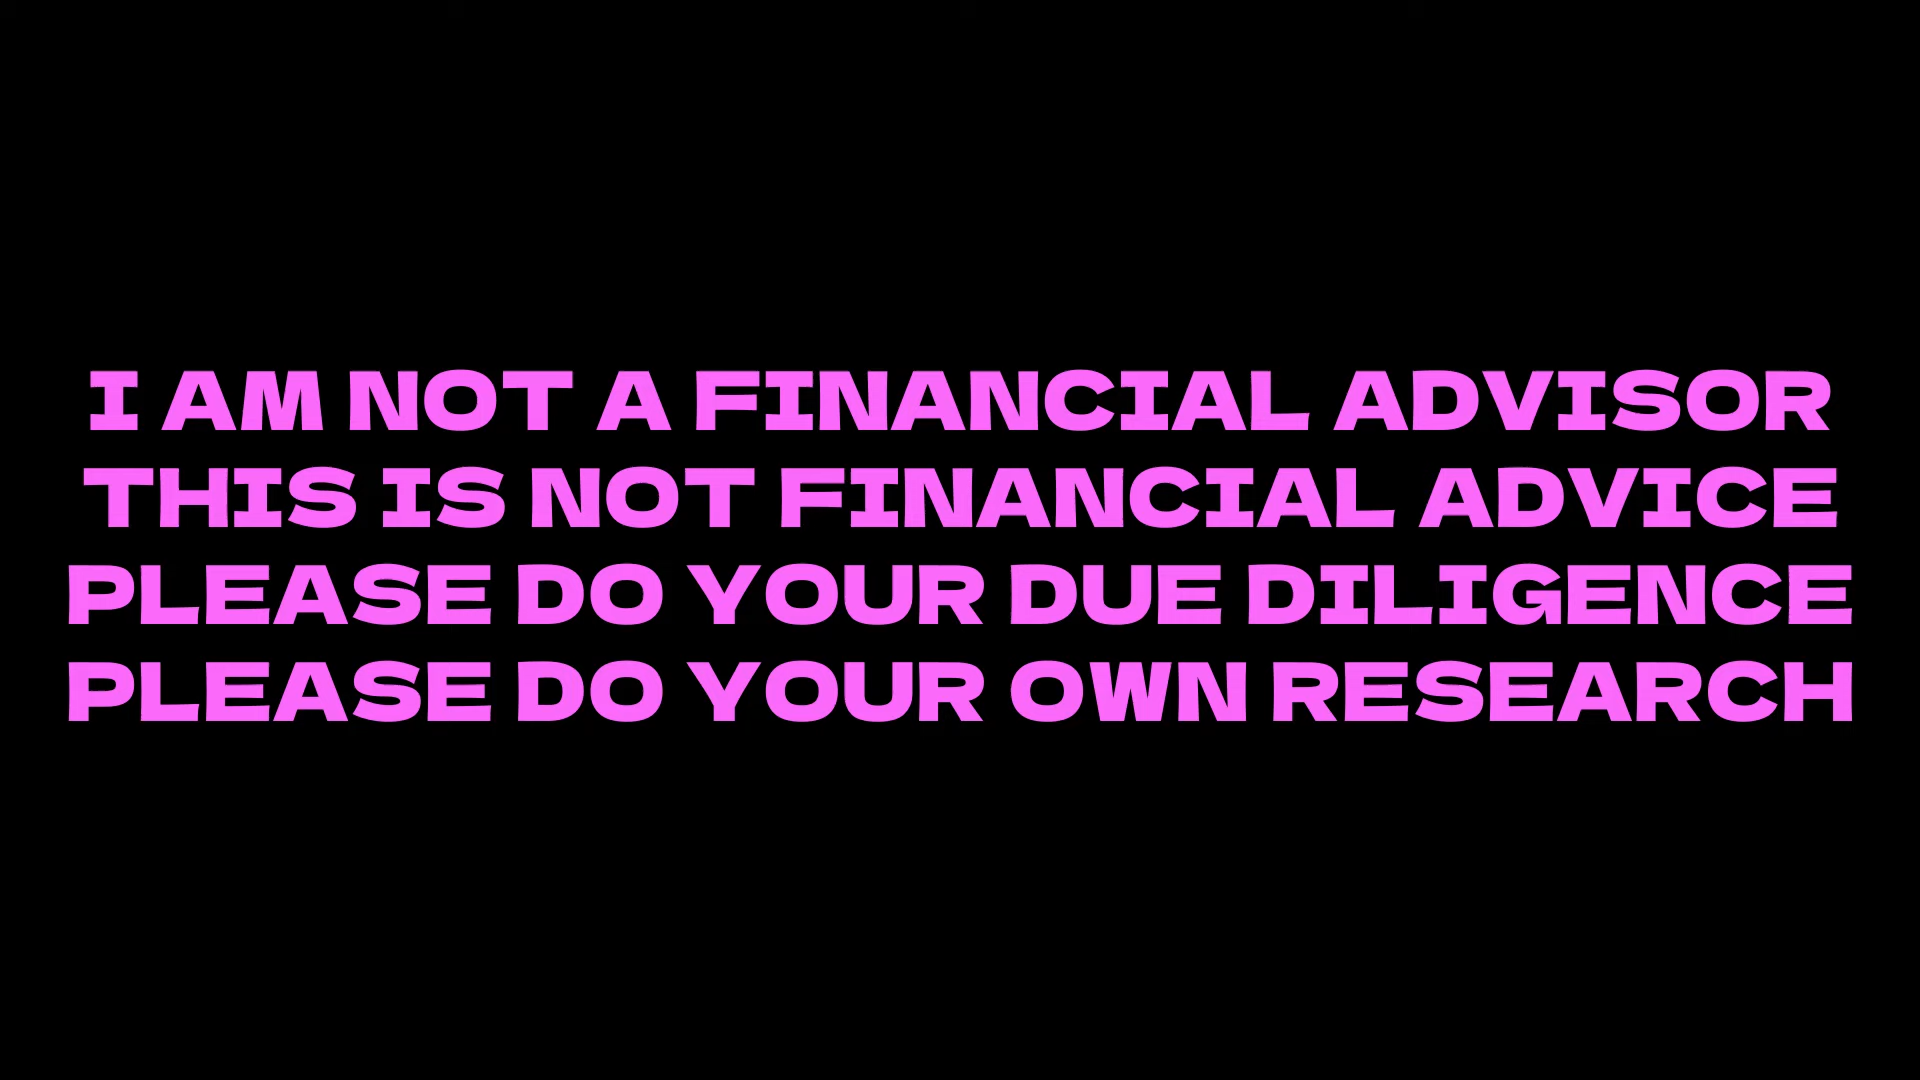 I AM NOT A FINANCIAL ADVISOR
THIS IS NOT FINANCIAL ADVICE
PLEASE DO YOUR DUE DILIGENCE
PLEASE DO YOUR OWN RESEARCH